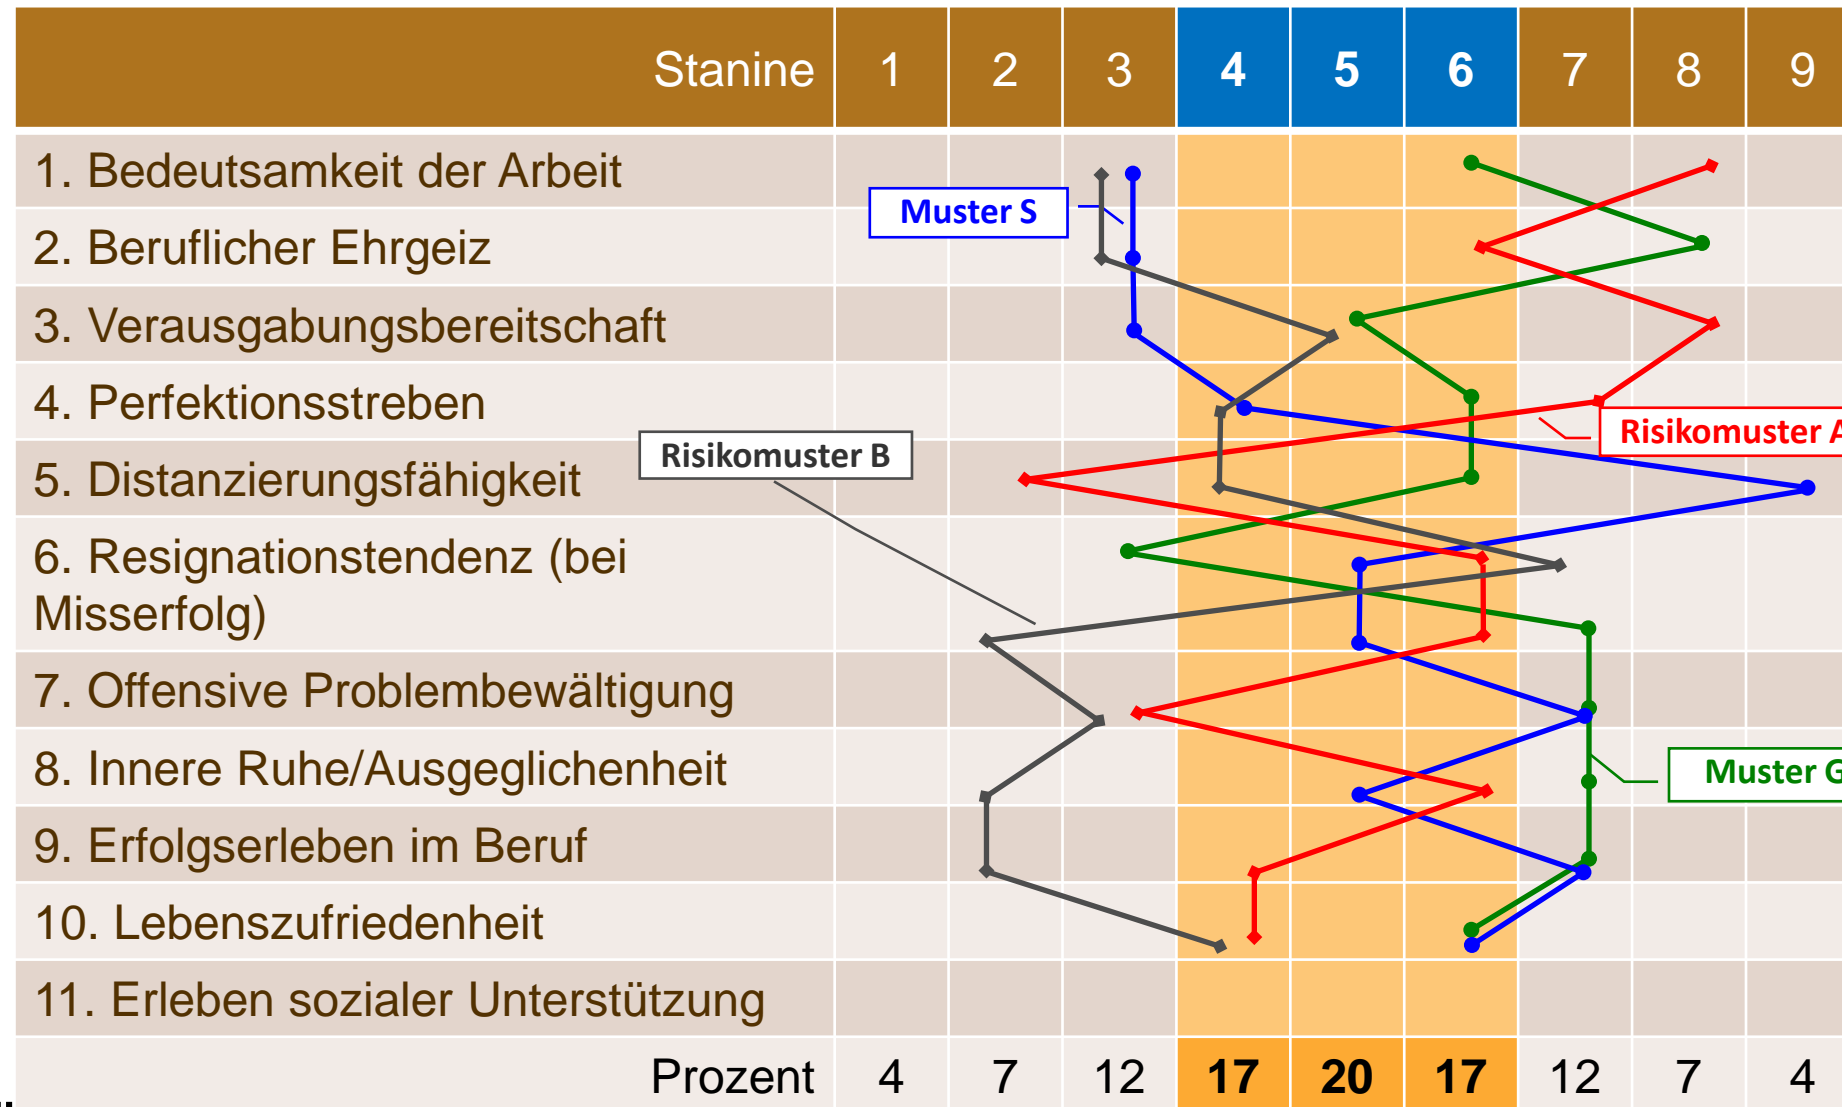 Stanine 1 2 3 4 5 6 7 8 9
1. Bedeutsamkeit der Arbeit
Muster S
2. Beruflicher Ehrgeiz
3. Verausgabungsbereitschaft
4. Perfektionsstreben
Risikomuster A
Risikomuster B
5. Distanzierungsfähigkeit
6. Resignationstendenz (bei
Misserfolg)
7. Offensive Problembewältigung
8. Innere Ruhe/Ausgeglichenheit
Muster G
9. Erfolgserleben im Beruf
10. Lebenszufriedenheit
11. Erleben sozialer Unterstützung
Prozent 4 7 12 17 20 17 12 7 4